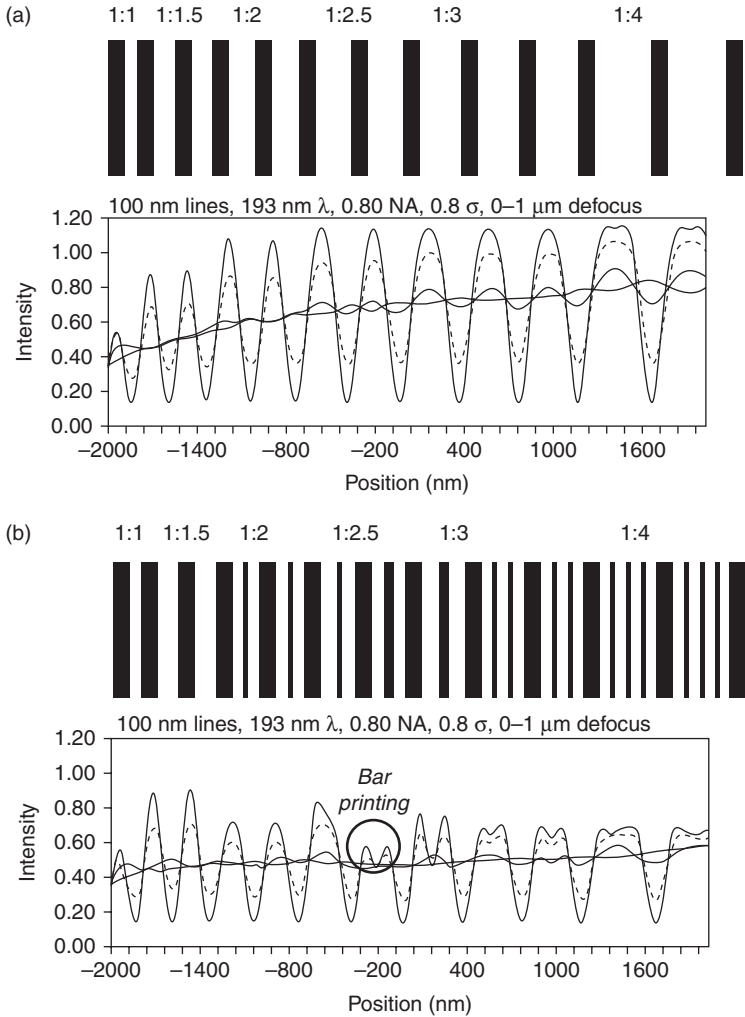 (a)
1:1 1:1.5 1:2 1:2.5 1:3 1:4
100 nm lines, 193 nm λ, 0.80 NA, 0.8 σ, 0–1 μm defocus
1.20
1.00
0.80
0.60
0.40
0.20
0.00
Intensity
–2000 –1400 –800 –200 400 1000 1600
Position (nm)
(b)
1:1 1:1.5 1:2 1:2.5 1:3 1:4
100 nm lines, 193 nm λ, 0.80 NA, 0.8 σ, 0–1 μm defocus
1.20
1.00
0.80
0.60
0.40
0.20
0.00
Intensity
Bar
printing
–2000 –1400 –800 –200 400 1000 1600
Position (nm)